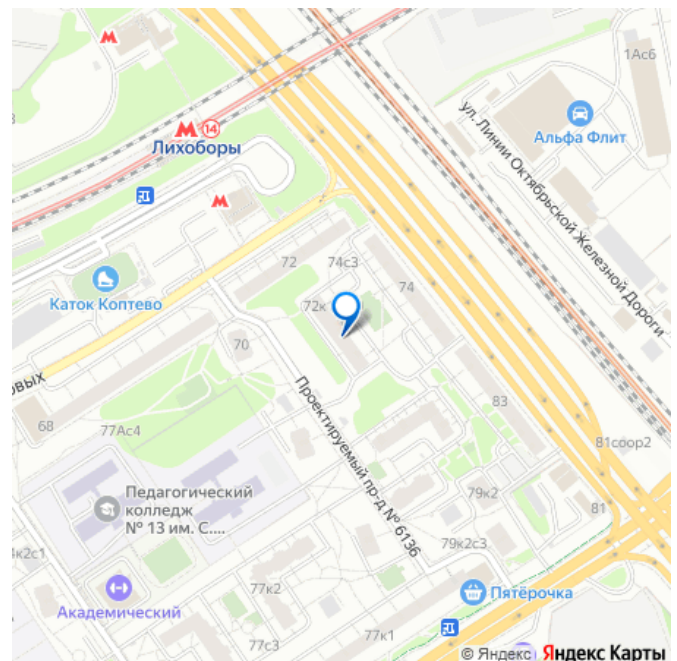 1Ас6
Альфа Флит
ул. Линии Октябрьской Железной Дороги
14
Лихоборы
72
74с3
74
72к
Каток Коптево
70
овых
68
77Ас4
Проектируемый пр-д № 6136
83
81соор2
Педагогический
колледж
№ 13 им. С....
79к2
81
4к2с1
79к2с3
77к2
Пятёрочка
Академический
77к1
77с3
© Яндекс Яндекс Карты